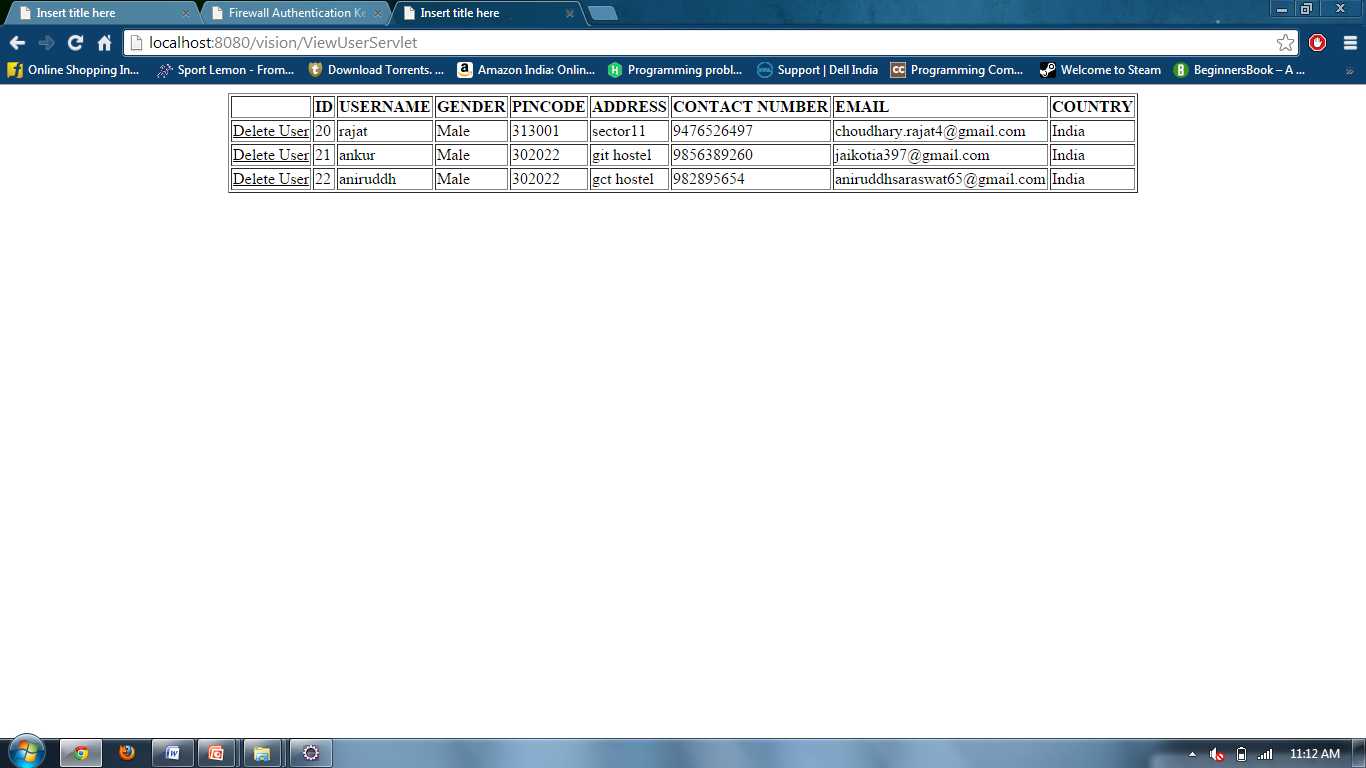 Insert title here Firewall Authentication Ke Insert title here
localhost:8080/vision/ViewUserServlet
Online Shopping In... Sport Lemon - From... Download Torrents. ... Amazon India: Onlin... Programming probl... Support | Dell India Programming Com... Welcome to Steam BeginnersBook – A ... »
ID USERNAME GENDER PINCODE ADDRESS CONTACT NUMBER EMAIL COUNTRY
Delete User 20 rajat Male 313001 sector11 9476526497 choudhary.rajat4@gmail.com India
Delete User 21 ankur Male 302022 git hostel 9856389260 jaikotia397@gmail.com India
Delete User 22 aniruddh Male 302022 gct hostel 982895654 aniruddhsaraswat65@gmail.com India
11:12 AM